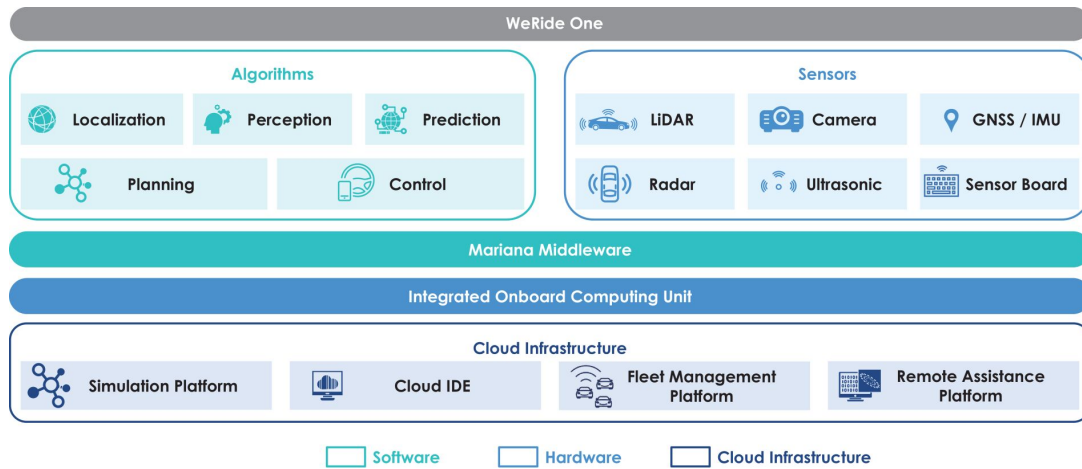 WeRide One
Algorithms
Localization
Perception
Prediction
Planning
Control
Sensors
LiDAR
Camera
GNSS / IMU
Radar
Ultrasonic
Sensor Board
Mariana Middleware
Integrated Onboard Computing Unit
Cloud Infrastructure
Simulation Platform
Cloud IDE
Fleet Management
Platform
Remote Assistance
Platform
Software
Hardware
Cloud Infrastructure